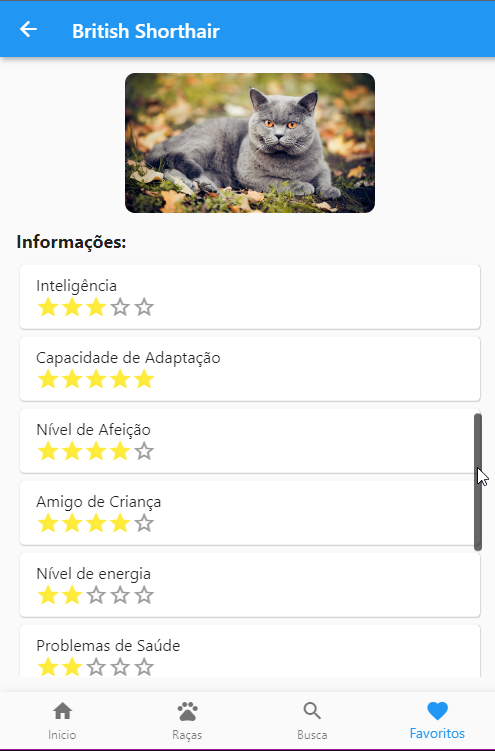 British Shorthair
Informações:
Inteligência
Capacidade de Adaptação
Nível de Afeição
Amigo de Criança
Nível de energia
Problemas de Saúde
Inicio
Raças
Busca
Favoritos